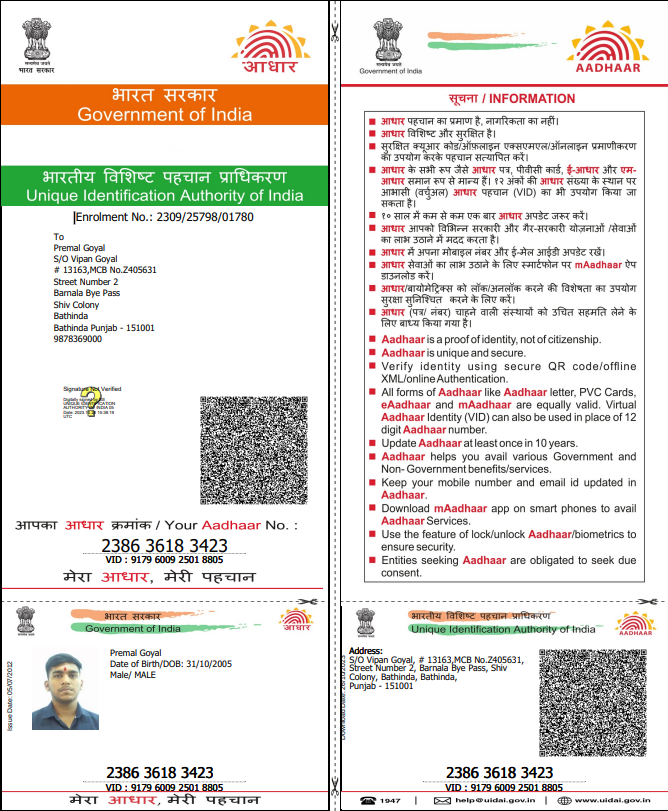 सत्यमेव जयते
भारत सरकार
आधार
भारत सरकार
Government of India
भारतीय विशिष्ट पहचान प्राधिकरण
Unique Identification Authority of India
Enrolment No.: 2309/25798/01780
To
Premal Goyal
S/O Vipan Goyal
# 13163,MCB No.Z405631
Street Number 2
Barnala Bye Pass
Shiv Colony
Bathinda
Bathinda Punjab - 151001
9878369000
Signature Not Verified
Digitally signed by DS
UNIQUE IDENTIFICATION
AUTHORITY OF INDIA 05
UTC
आपका आधार क्रमांक / Your Aadhaar No. :
2386 3618 3423
VID : 9179 6009 2501 8805
मेरा आधार, मेरी पहचान
सत्यमेव जयते
Government of India
AADHAAR
सूचना / INFORMATION
आधार पहचान का प्रमाण है, नागरिकता का नहीं।
आधार विशिष्ट और सुरक्षित है।
सुरक्षित क्यूआर कोड/ऑफ़लाइन एक्सएमएल/ऑनलाइन प्रमाणीकरण
का उपयोग करके पहचान सत्यापित करें।
आधार के सभी रूप जैसे आधार पत्र, पीवीसी कार्ड, ई-आधार और एम-
आधार समान रूप से मान्य हैं। १२ अंकों की आधार संख्या के स्थान पर
आभासी (वर्चुअल) आधार पहचान (VID) का भी उपयोग किया जा
सकता है।
१० साल में कम से कम एक बार आधार अपडेट जरूर करें।
आधार आपको विभिन्न सरकारी और गैर-सरकारी योजनाओं /सेवाओं
का लाभ उठाने में मदद करता है।
आधार में अपना मोबाइल नंबर और ई-मेल आईडी अपडेट रखें।
आधार सेवाओं का लाभ उठाने के लिए स्मार्टफोन पर mAadhaar ऐप
डाउनलोड करें।
आधार/बायोमेट्रिक्स को लॉक/अनलॉक करने की विशेषता का उपयोग
सुरक्षा सुनिश्चित करने के लिए करें।
आधार (पत्र/ नंबर) चाहने वाली संस्थाओं को उचित सहमति लेने के
लिए बाध्य किया गया है।
Aadhaar is a proof of identity, not of citizenship.
Aadhaar is unique and secure.
Verify identity using secure QR code/offline
XML/online Authentication.
All forms of Aadhaar like Aadhaar letter, PVC Cards,
eAadhaar and mAadhaar are equally valid. Virtual
Aadhaar Identity (VID) can also be used in place of 12
digit Aadhaar number.
Update Aadhaar at least once in 10 years.
Aadhaar helps you avail various Government and
Non- Government benefits/services.
Keep your mobile number and email id updated in
Aadhaar.
Download mAadhaar app on smart phones to avail
Aadhaar Services.
Use the feature of lock/unlock Aadhaar/biometrics to
ensure security.
Entities seeking Aadhaar are obligated to seek due
consent.
भारत सरकार
Government of India
आधार
Issue Date: 05/07/2012
Premal Goyal
Date of Birth/DOB: 31/10/2005
Male/ MALE
2386 3618 3423
VID : 9179 6009 2501 8805
मेरा आधार, मेरी पहचान
भारतीय विशिष्ट पहचान प्राधिकरण
Unique Identification Authority of India
AADHAAR
Address:
S/O Vipan Goyal, # 13163,MCB No.Z405631,
Street Number 2, Barnala Bye Pass, Shiv
Colony, Bathinda, Bathinda,
Punjab - 151001
2386 3618 3423
VID : 9179 6009 2501 8805
1947 | help@uidai.gov.in | www.uidai.gov.in